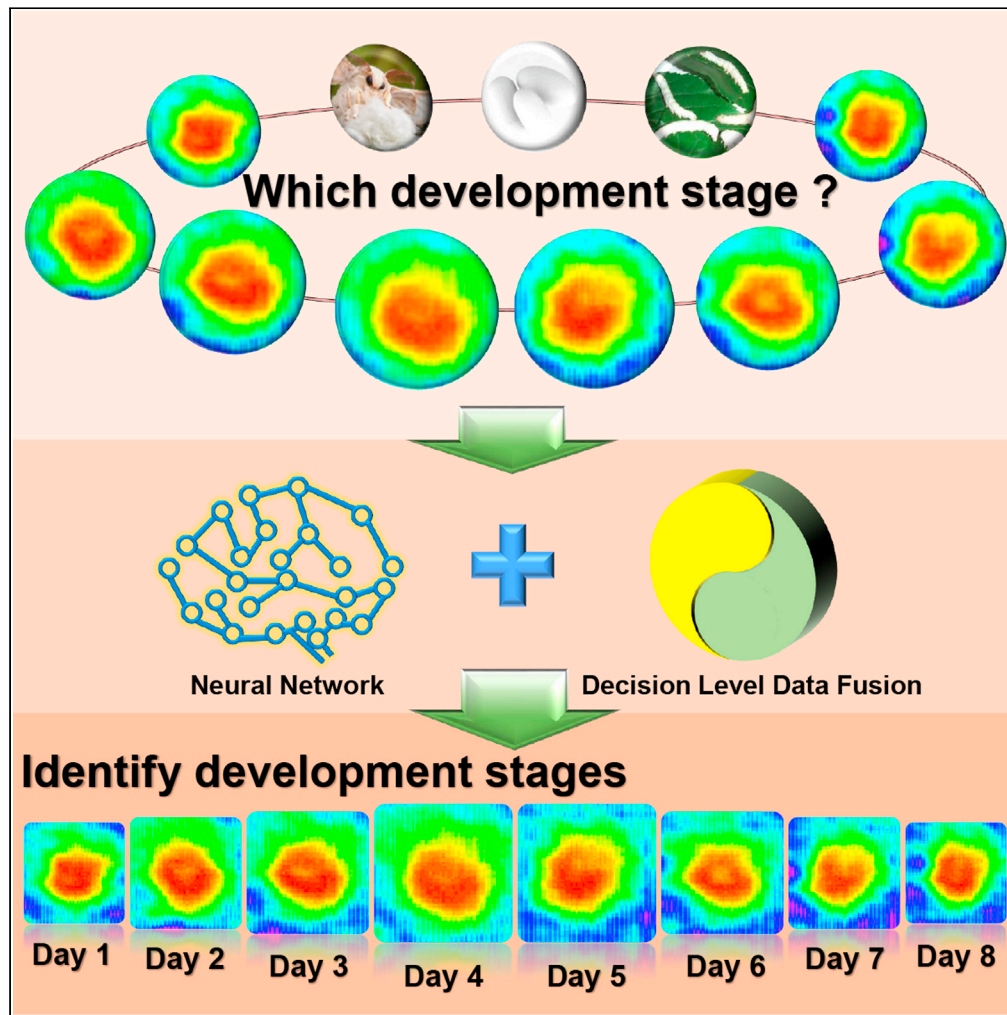 Which development stage ?
Neural Network
Decision Level Data Fusion
Identify development stages
Day 1
Day 2
Day 3
Day 4
Day 5
Day 6
Day 7
Day 8